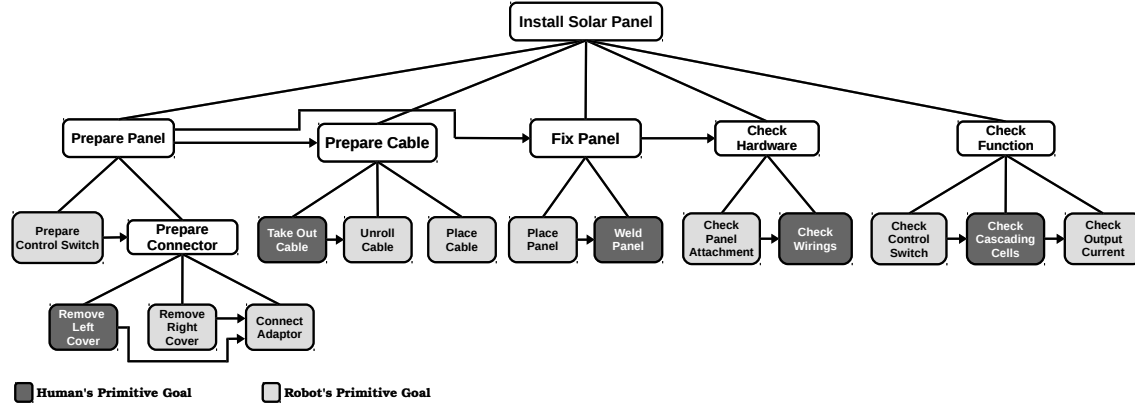 Install Solar Panel
Prepare Panel
Prepare Cable
Fix Panel
Check
Hardware
Check
Function
Prepare
Control Switch
Prepare
Connector
Take Out
Cable
Unroll
Cable
Place
Cable
Place
Panel
Weld
Panel
Check
Panel
Attachment
Check
Wirings
Check
Control
Switch
Check
Cascading
Cells
Check
Output
Current
Remove
Left
Cover
Remove
Right
Cover
Connect
Adaptor
Human's Primitive Goal
Robot's Primitive Goal